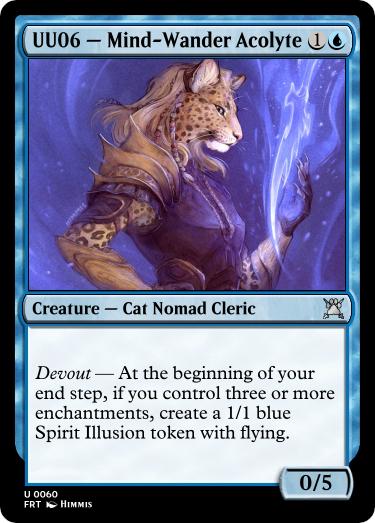 UU06 — Mind-Wander Acolyte 1
Creature — Cat Nomad Cleric
Devout — At the beginning of your
end step, if you control three or more
enchantments, create a 1/1 blue
Spirit Illusion token with flying.
0/5
U 0060
FRT Himmis